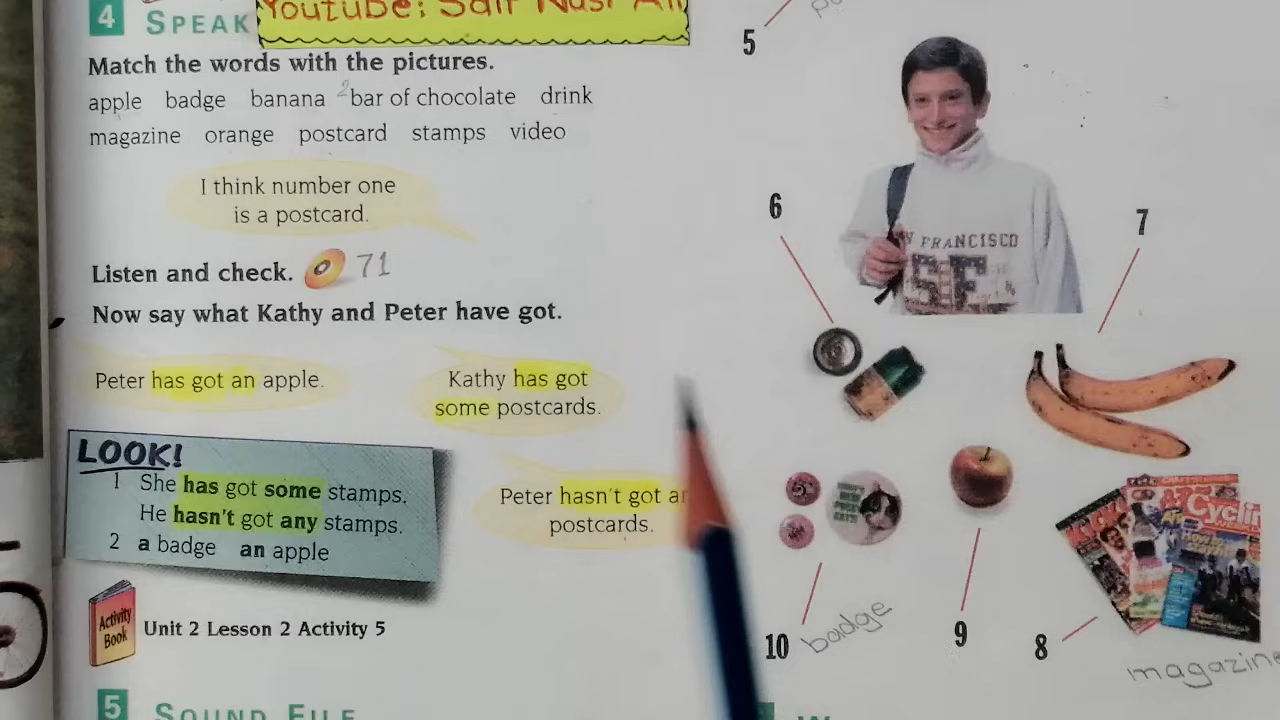 4 SPEAK
Youtube: Saif Nasr Ali
Match the words with the pictures.
apple badge banana 2 bar of chocolate drink
magazine orange postcard stamps video
I think number one
is a postcard.
Listen and check. 71
Now say what Kathy and Peter have got.
Peter has got an apple.
Kathy has got
some postcards.
LOOK!
1 She has got some stamps.
He hasn't got any stamps.
2 a badge an apple
Peter hasn't got
postcards.
Activity
Book
Unit 2 Lesson 2 Activity 5
5 SOUND FILE
5
FRANCISCO
SF
6
7
Cycling
10 badge
9
8
magazine